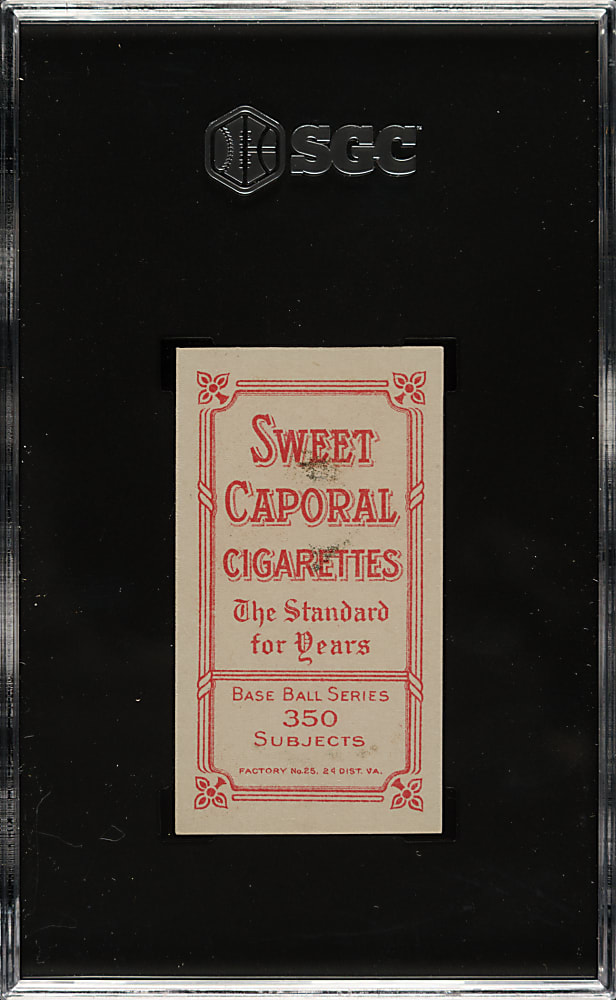 SGC
SWEET
CAPORAL
CIGARETTES
The Standard
for Years
BASE BALL SERIES
350
SUBJECTS
FACTORY No. 25, 2d DIST. VA.